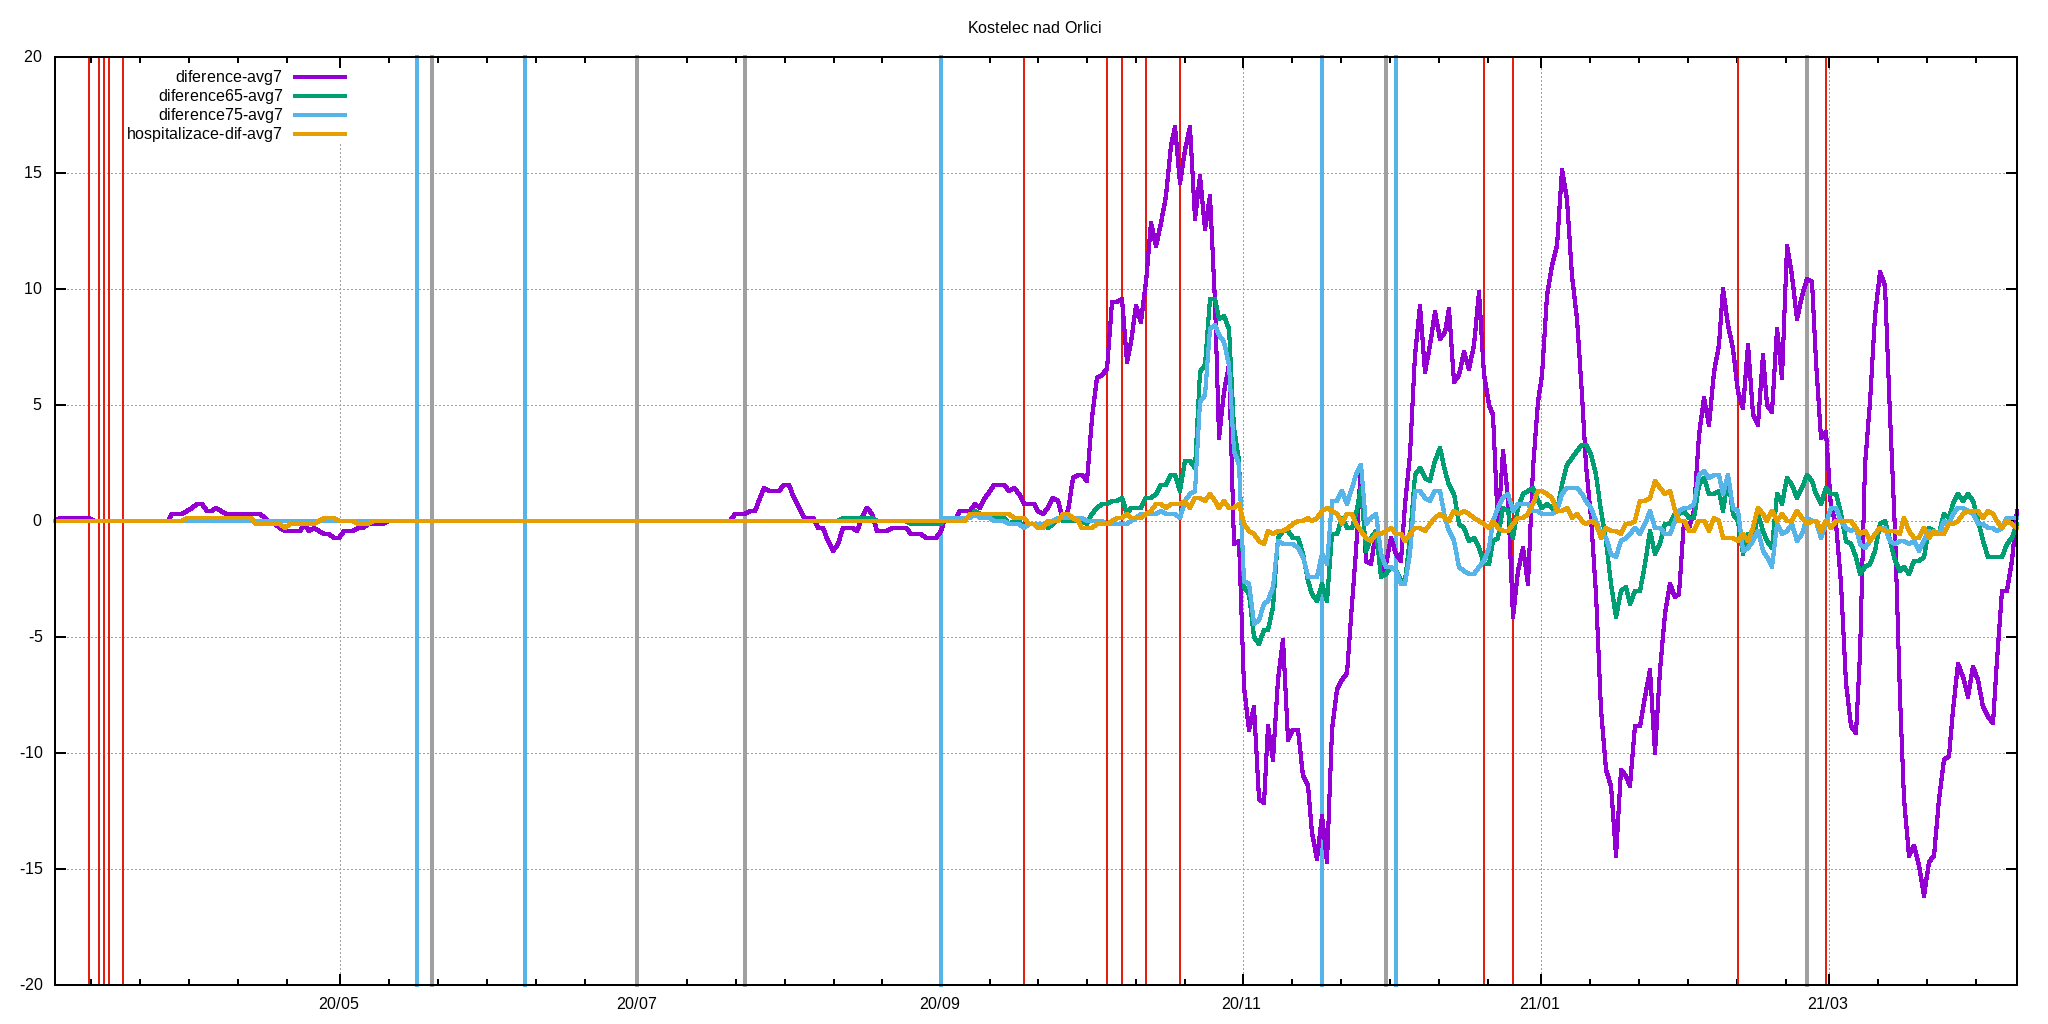 Kostelec nad Orlici
20
diference-avg7
diference65-avg7
diference75-avg7
hospitalizace-dif-avg7
15
10
5
0
-5
-10
-15
-20
20/05 20/07 20/09 20/11 21/01 21/03